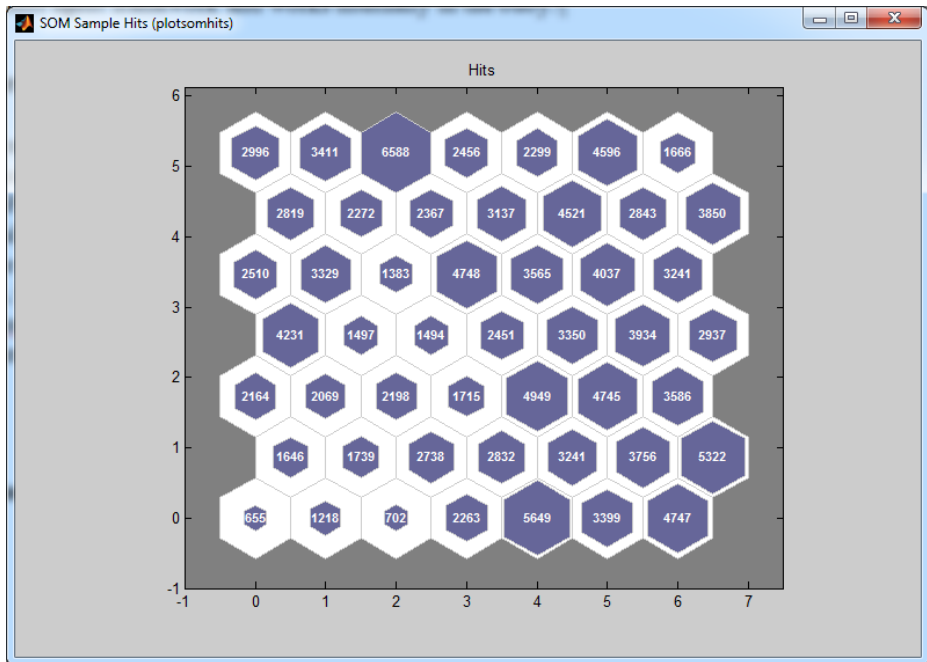 SOM Sample Hits (plotsomhits)
Hits
6
2996 3411 6588 2456 2299 4596 1666
5
2819 2272 2367 3137 4521 2843 3850
4
2510 3329 1383 4748 3565 4037 3241
3
4231 1497 1494 2451 3350 3934 2937
2
2164 2069 2198 1715 4949 4745 3586
1
1646 1739 2738 2832 3241 3756 5322
0
655 1218 702 2263 5649 3399 4747
-1
-1 0 1 2 3 4 5 6 7